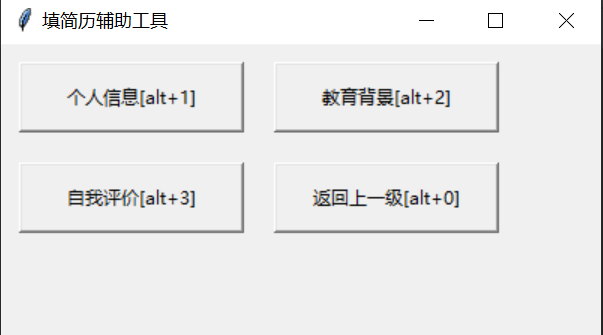 填简历辅助工具
个人信息[alt+1] 教育背景[alt+2]
自我评价[alt+3] 返回上一级[alt+0]